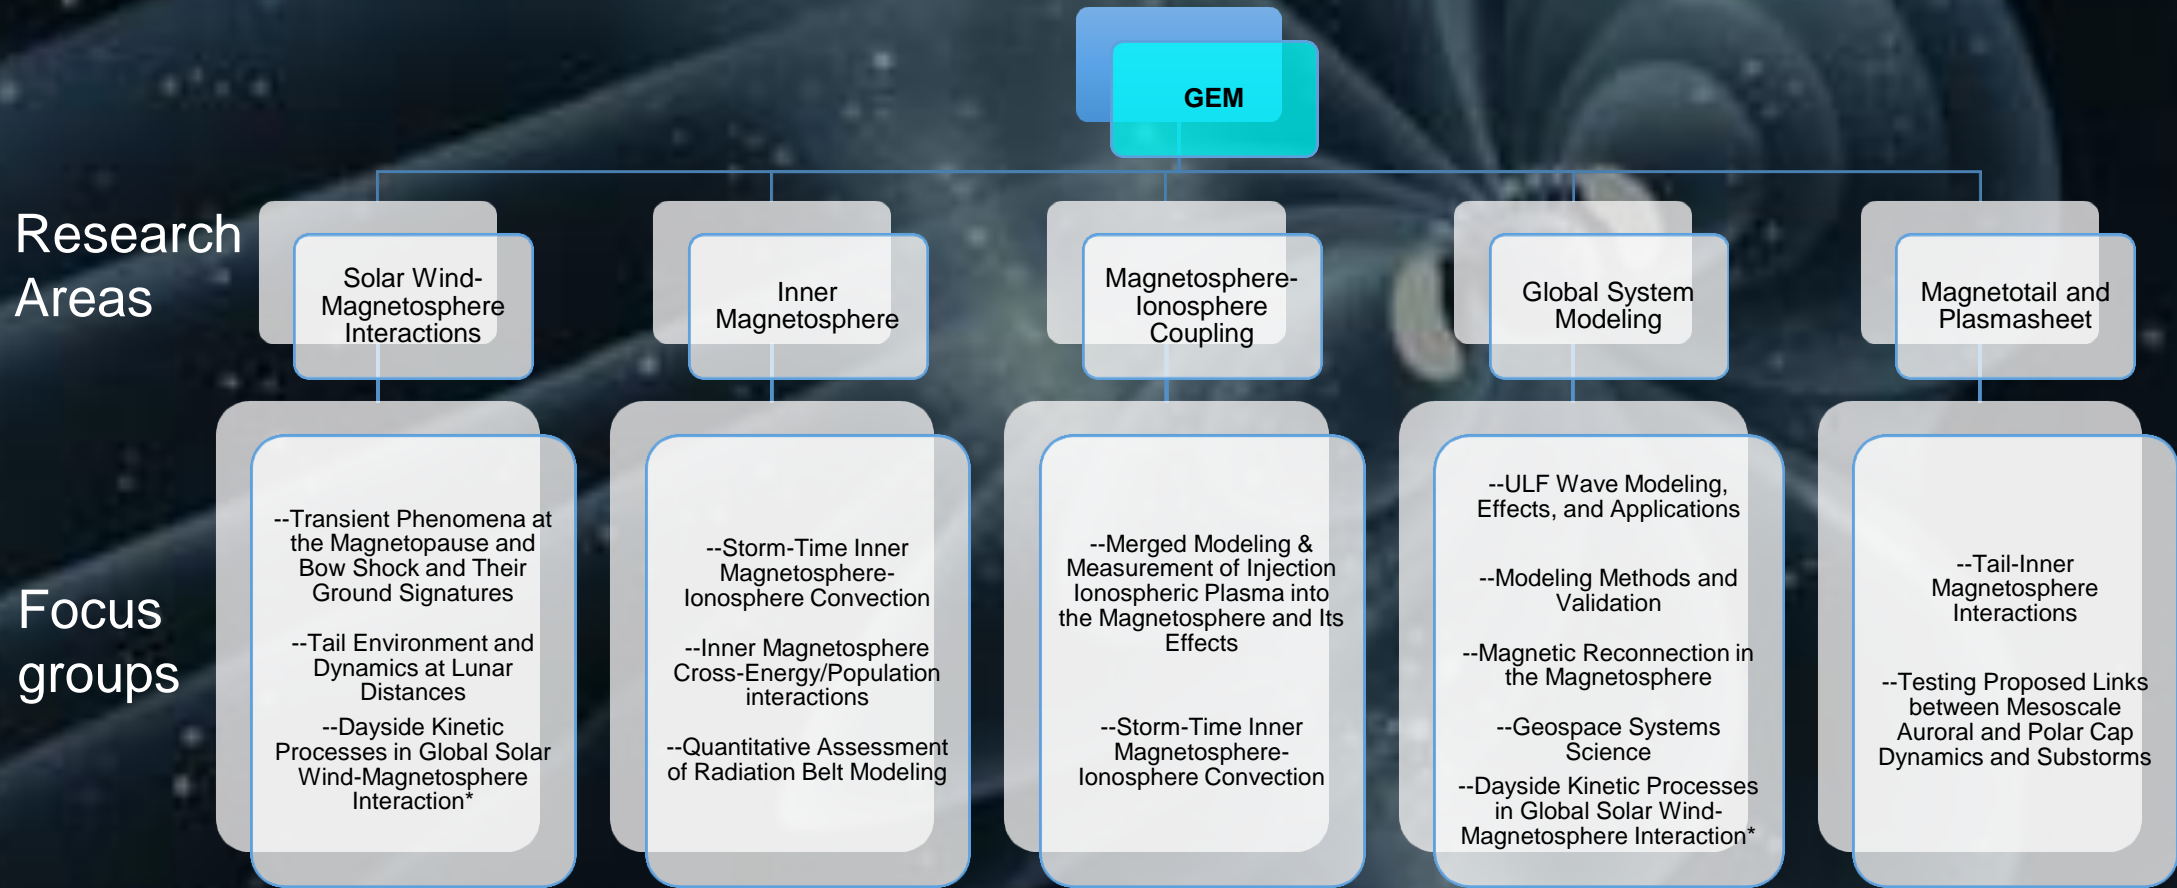 GEM
Research
Areas
Solar Wind-
Magnetosphere
Interactions
Inner
Magnetosphere
Magnetosphere-
Ionosphere
Coupling
Global System
Modeling
Magnetotail and
Plasmasheet
Focus
groups
--Transient Phenomena at
the Magnetopause and
Bow Shock and Their
Ground Signatures
--Tail Environment and
Dynamics at Lunar
Distances
--Dayside Kinetic
Processes in Global Solar
Wind-Magnetosphere
Interaction*
--Storm-Time Inner
Magnetosphere-
Ionosphere Convection
--Inner Magnetosphere
Cross-Energy/Population
interactions
--Quantitative Assessment
of Radiation Belt Modeling
--Merged Modeling &
Measurement of Injection
Ionospheric Plasma into
the Magnetosphere and Its
Effects
--Storm-Time Inner
Magnetosphere-
Ionosphere Convection
--ULF Wave Modeling,
Effects, and Applications
--Modeling Methods and
Validation
--Magnetic Reconnection in
the Magnetosphere
--Geospace Systems
Science
--Dayside Kinetic Processes
in Global Solar Wind-
Magnetosphere Interaction*
--Tail-Inner
Magnetosphere
Interactions
--Testing Proposed Links
between Mesoscale
Auroral and Polar Cap
Dynamics and Substorms